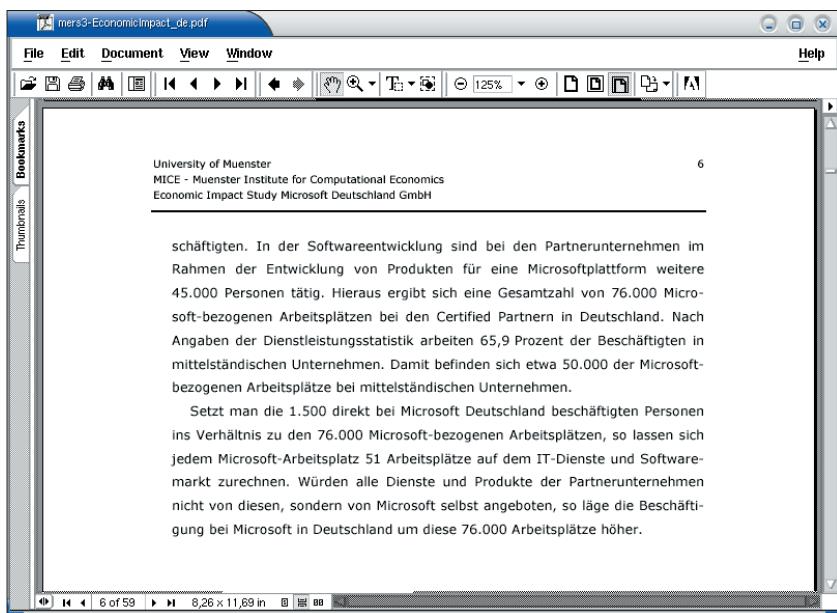 mers3-EconomicImpact_de.pdf
File Edit Document View Window Help
125%
Bookmarks
Thumbnails
University of Muenster 6
MICE - Muenster Institute for Computational Economics
Economic Impact Study Microsoft Deutschland GmbH
schäftigten. In der Softwareentwicklung sind bei den Partnerunternehmen im
Rahmen der Entwicklung von Produkten für eine Microsoftplattform weitere
45.000 Personen tätig. Hieraus ergibt sich eine Gesamtzahl von 76.000 Micro-
soft-bezogenen Arbeitsplätzen bei den Certified Partnern in Deutschland. Nach
Angaben der Dienstleistungsstatistik arbeiten 65,9 Prozent der Beschäftigten in
mittelständischen Unternehmen. Damit befinden sich etwa 50.000 der Microsoft-
bezogenen Arbeitsplätze bei mittelständischen Unternehmen.
Setzt man die 1.500 direkt bei Microsoft Deutschland beschäftigten Personen
ins Verhältnis zu den 76.000 Microsoft-bezogenen Arbeitsplätzen, so lassen sich
jedem Microsoft-Arbeitsplatz 51 Arbeitsplätze auf dem IT-Dienste und Software-
markt zurechnen. Würden alle Dienste und Produkte der Partnerunternehmen
nicht von diesen, sondern von Microsoft selbst angeboten, so läge die Beschäfti-
gung bei Microsoft in Deutschland um diese 76.000 Arbeitsplätze höher.
6 of 59 8,26 x 11,69 in